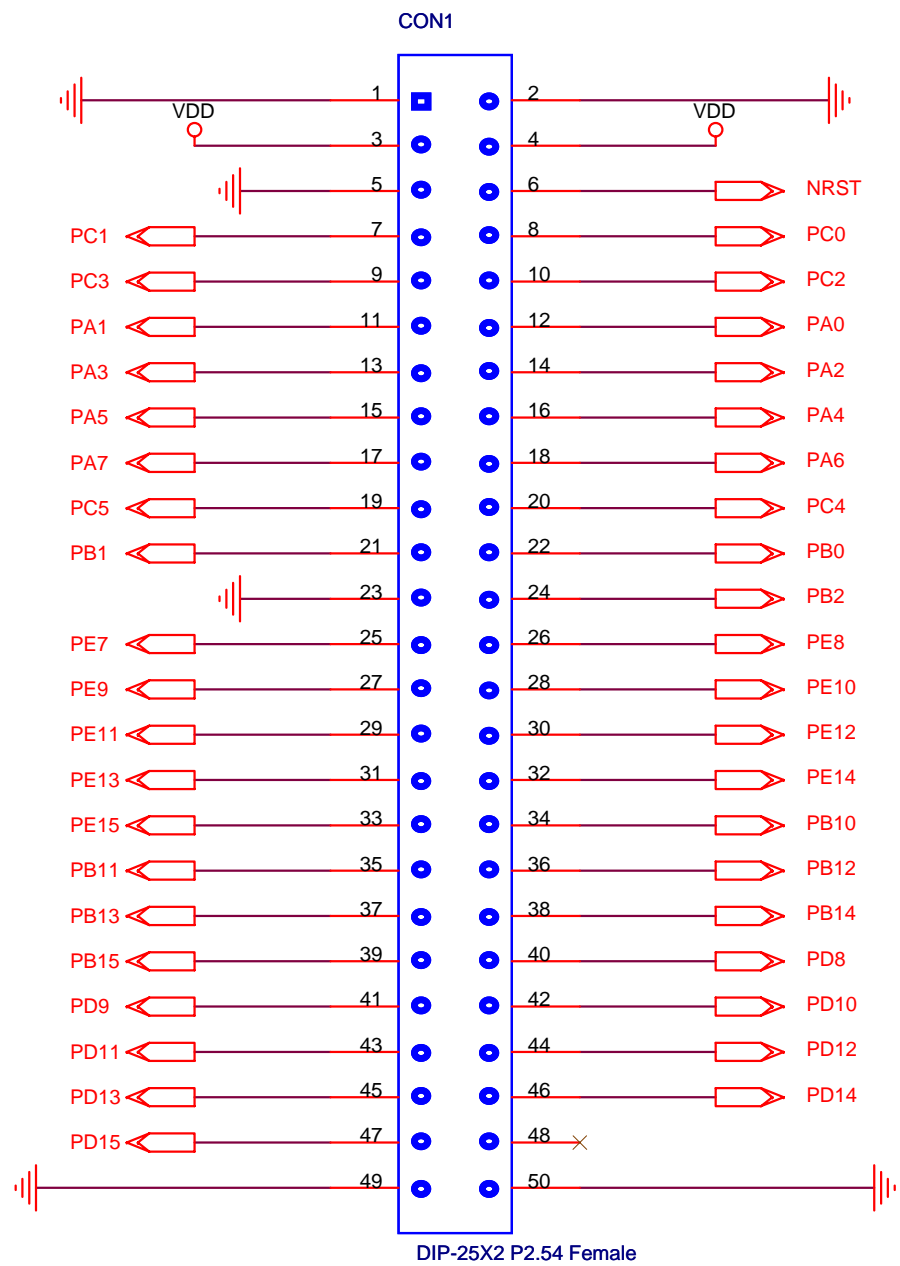 CON1
1 2
VDD VDD
3 4
5 6 NRST
PC1 7 8 PC0
PC3 9 10 PC2
PA1 11 12 PA0
PA3 13 14 PA2
PA5 15 16 PA4
PA7 17 18 PA6
PC5 19 20 PC4
PB1 21 22 PB0
23 24 PB2
PE7 25 26 PE8
PE9 27 28 PE10
PE11 29 30 PE12
PE13 31 32 PE14
PE15 33 34 PB10
PB11 35 36 PB12
PB13 37 38 PB14
PB15 39 40 PD8
PD9 41 42 PD10
PD11 43 44 PD12
PD13 45 46 PD14
PD15 47 48
49 50
DIP-25X2 P2.54 Female